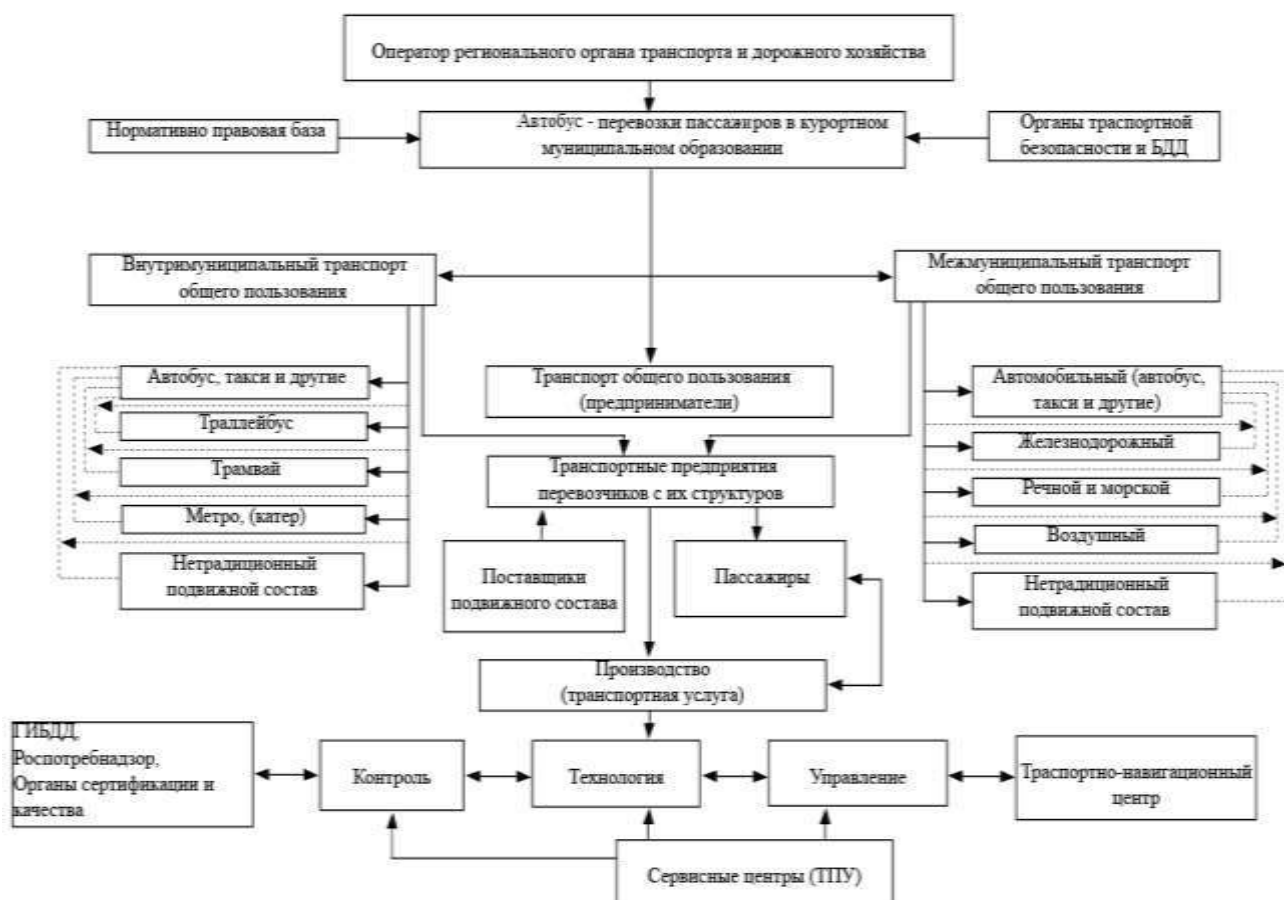 Оператор регионального органа транспорта и дорожного хозяйства
Нормативно правовая база
Автобус - перевозки пассажиров в курортном
муниципальном образовании
Органы траспортной
безопасности и БДД
Внутримуниципальный транспорт
общего пользования
Межмуниципальный транспорт
общего пользования
Автобус, такси и другие
Траллейбус
Трамвай
Метро, (катер)
Нетрадиционный
подвижной состав
Транспорт общего пользования
(предприниматели)
Транспортные предприятия
перевозчиков с их структуров
Поставщики
подвижного состава
Пассажиры
Автомобильный (автобус,
такси и другие)
Железнодорожный
Речной и морской
Воздушный
Нетрадиционный
подвижной состав
Производство
(транспортная услуга)
ГИБДД,
Роспотребнадзор,
Органы сертификации и
качества
Контроль
Технология
Управление
Траспортно-навигационный
центр
Сервисные центры (ТПУ)